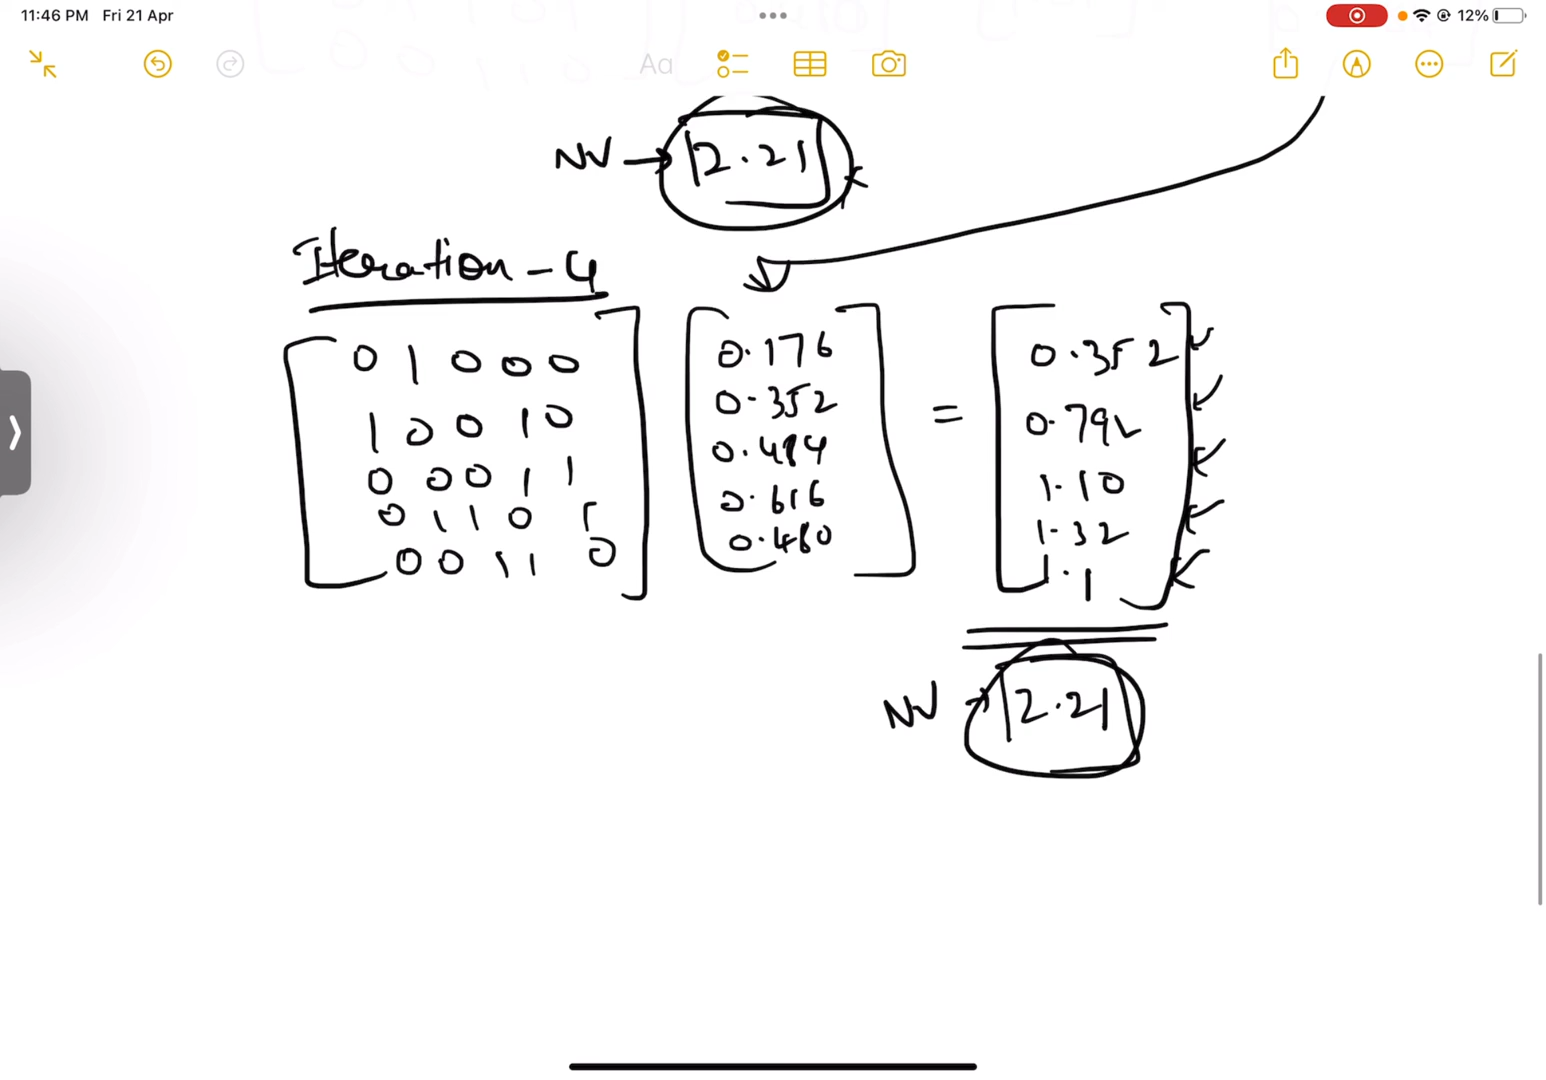 11:46 PM Fri 21 Apr
12%
Aa
NV → |2.21|
Iteration - 4
0 1 0 0 0
1 0 0 1 0
0 0 0 1 1
0 1 1 0 1
0 0 1 1 0
0.176
0.352
0.484
0.616
0.480
=
0.352
0.792
1.10
1.32
1.1
NV → |2.21|